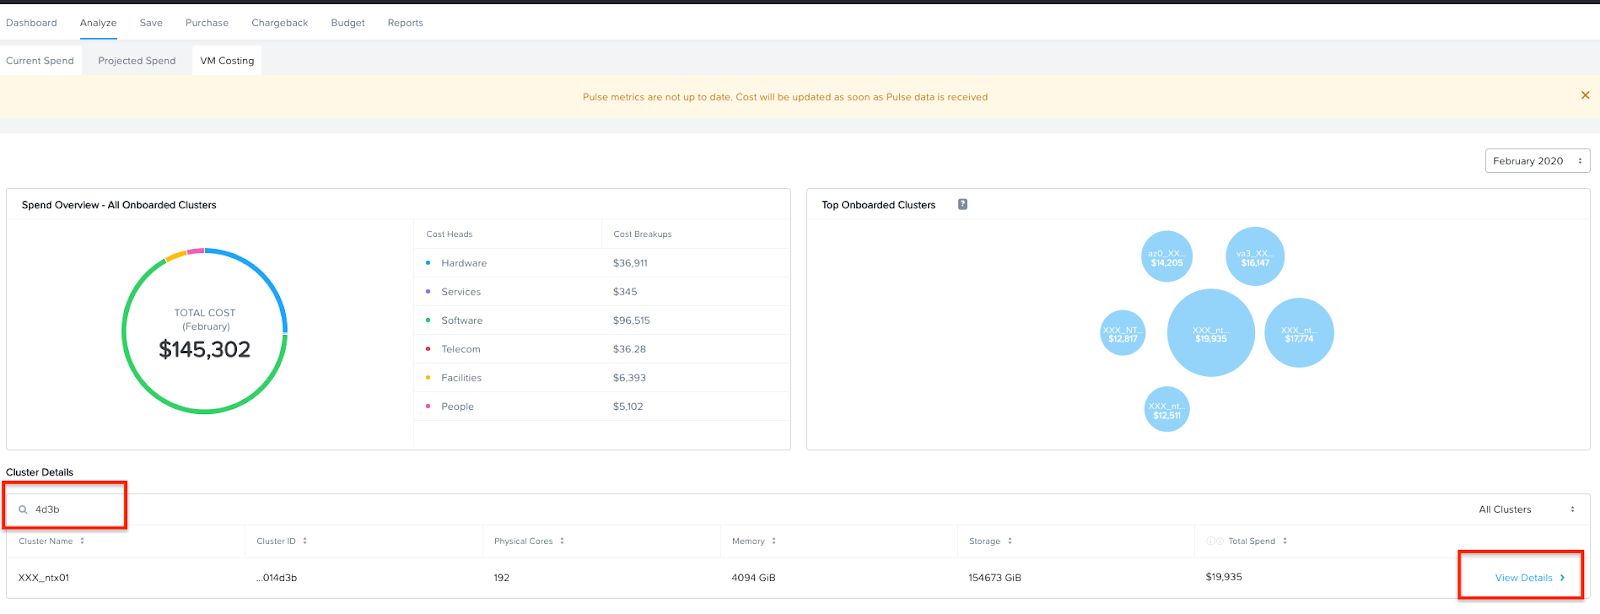 Dashboard Analyze Save Purchase Chargeback Budget Reports
Current Spend Projected Spend VM Costing
Pulse metrics are not up to date. Cost will be updated as soon as Pulse data is received
February 2020
Spend Overview - All Onboarded Clusters
TOTAL COST
(February)
$145,302
Cost Heads Cost Breakups
Hardware $36,911
Services $345
Software $96,515
Telecom $36.28
Facilities $6,393
People $5,102
Top Onboarded Clusters ?
az0_XX...
$14,205
va3_XX...
$16,147
XXX_NT...
$12,817
XXX_nt...
$19,935
XXX_nt...
$17,774
XXX_nt...
$12,511
Cluster Details
4d3b
All Clusters
Cluster Name Cluster ID Physical Cores Memory Storage Total Spend
XXX_ntx01 ...014d3b 192 4094 GiB 154673 GiB $19,935 View Details